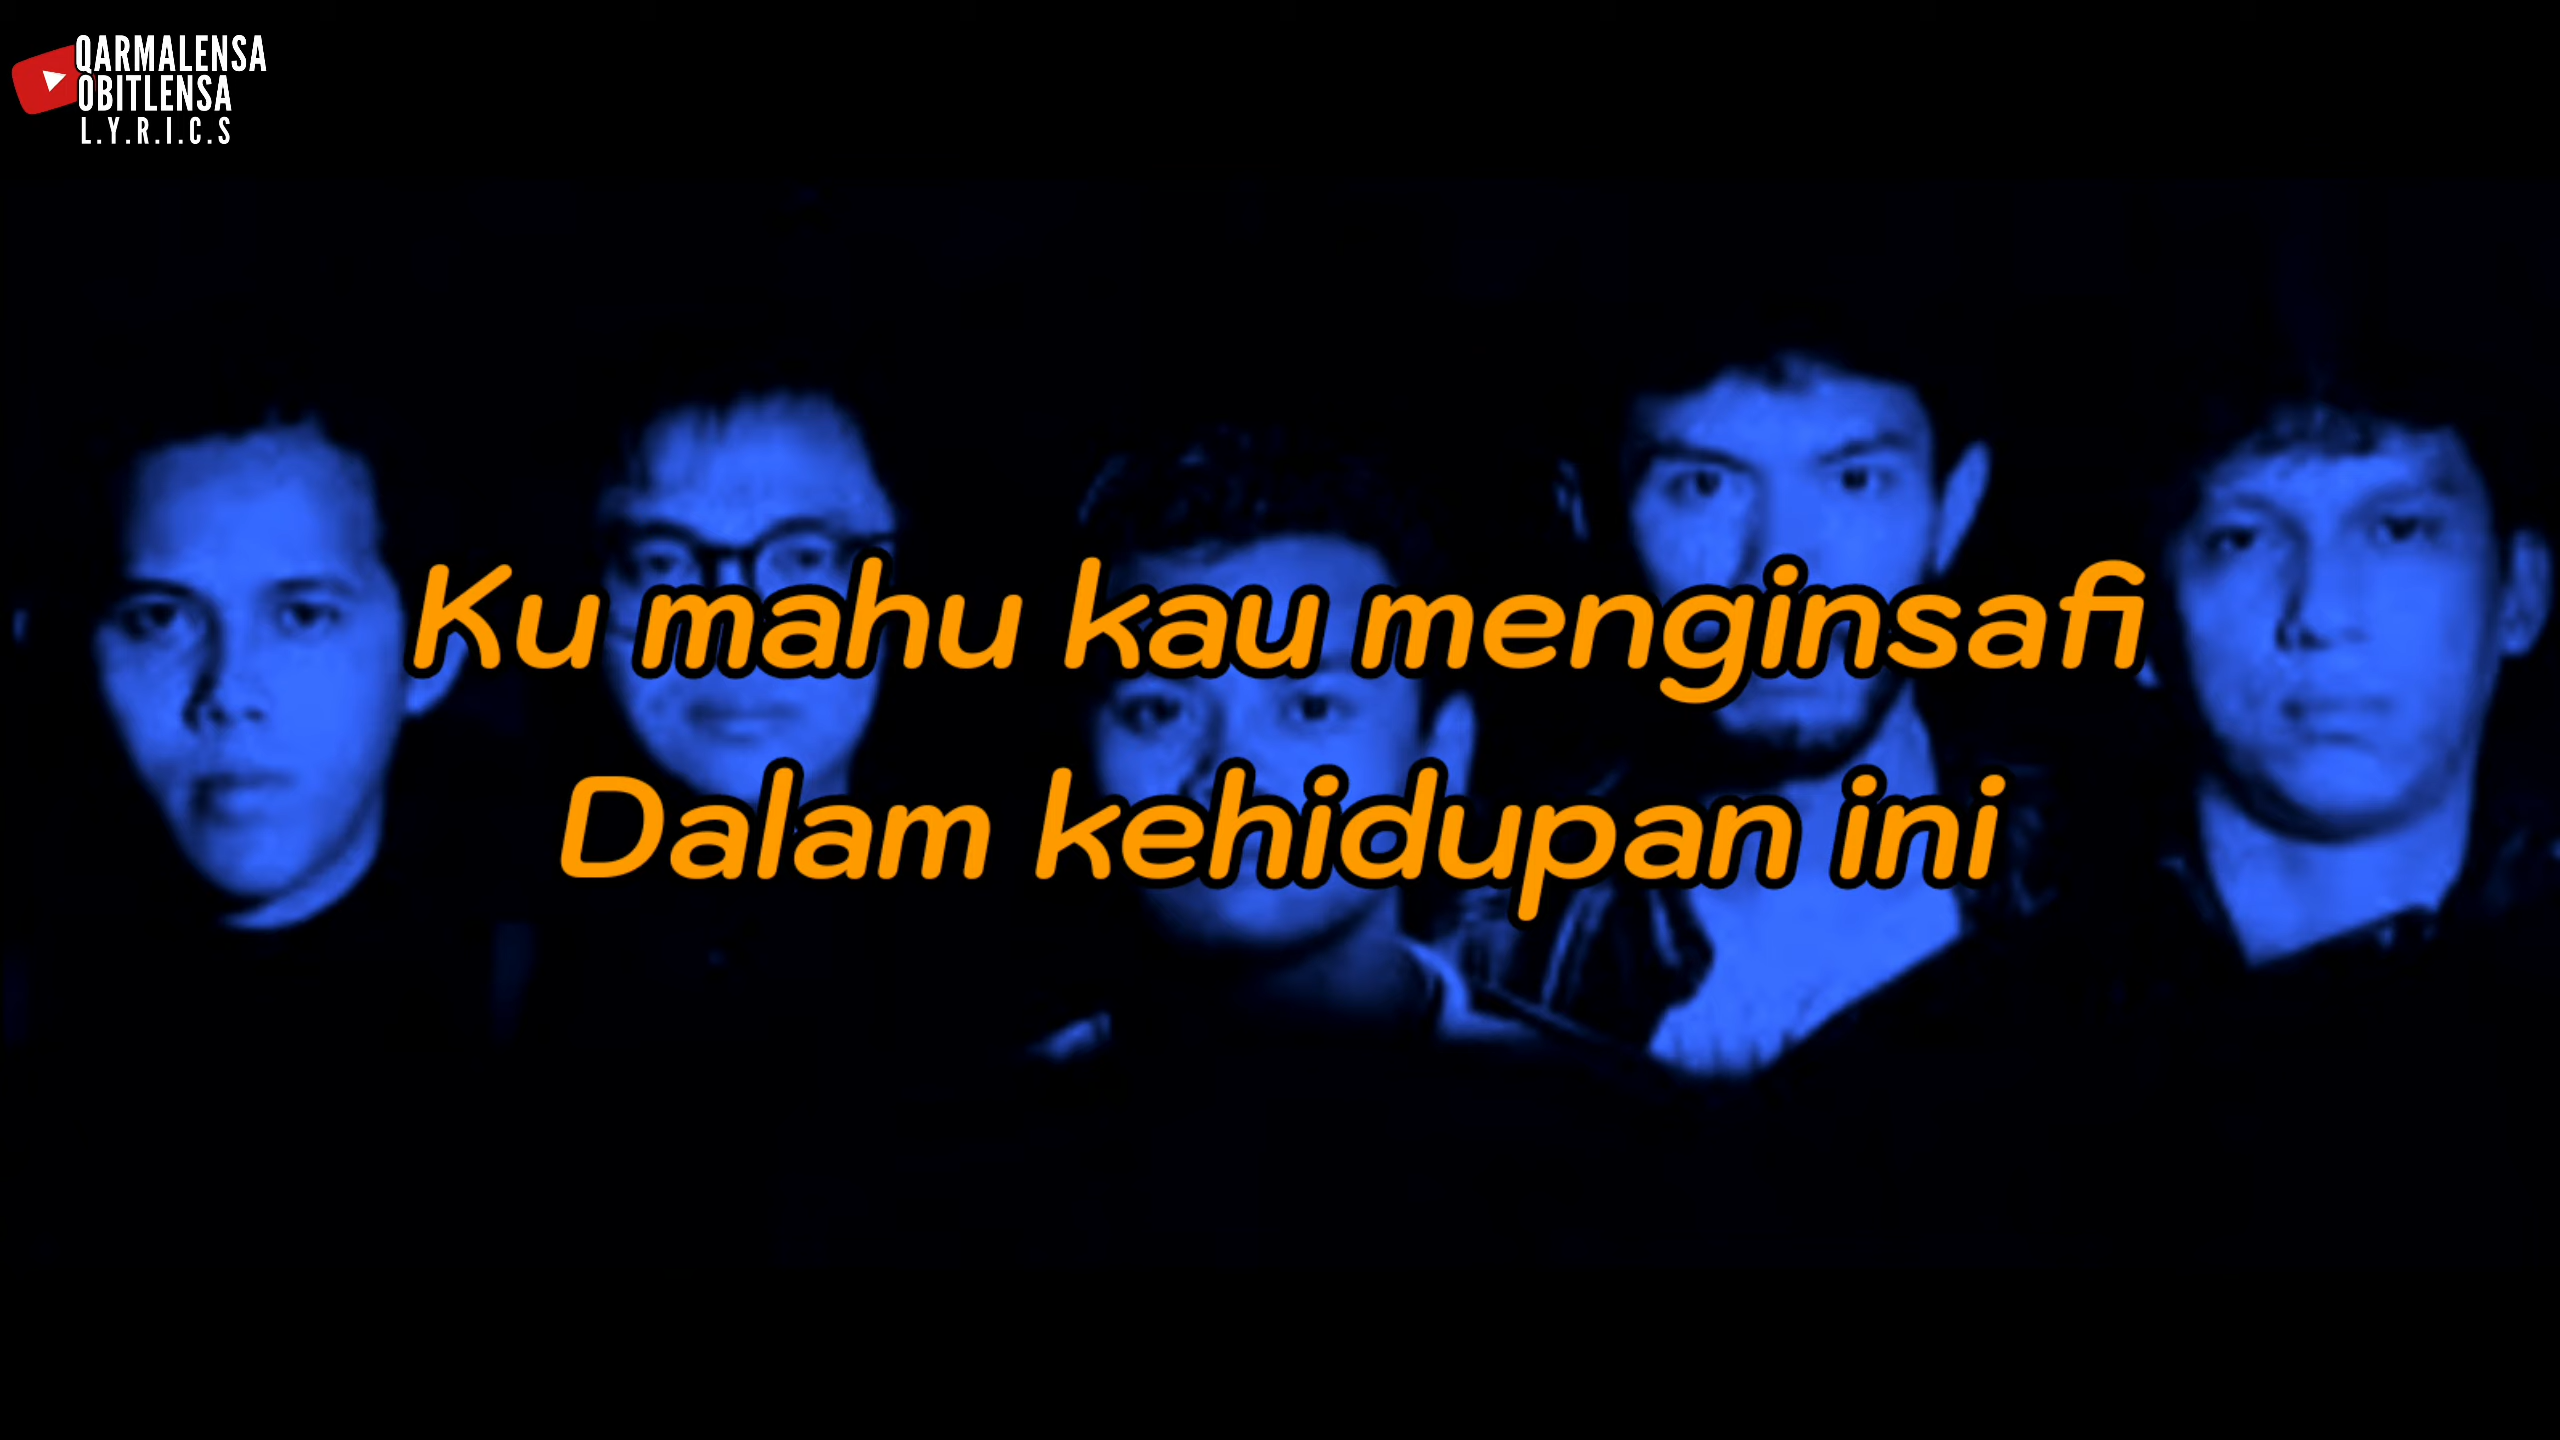 QARMALENSA
OBITLENSA
L.Y.R.I.C.S
Ku mahu kau menginsafi
Dalam kehidupan ini